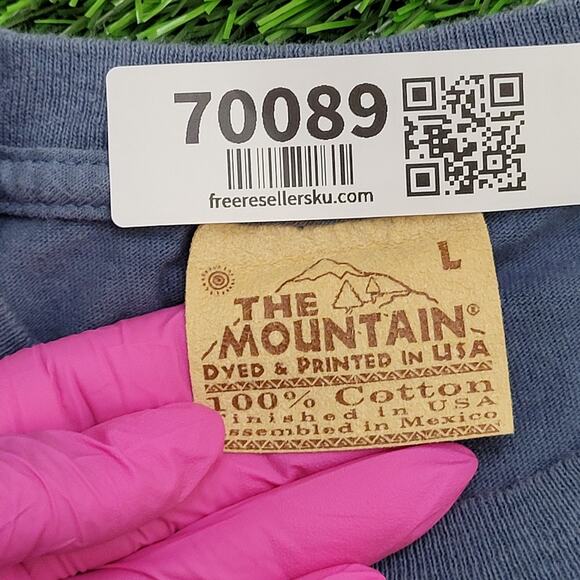 70089
freeresellersku.com
L
THE
MOUNTAIN®
DYED & PRINTED IN USA
100% Cotton
Finished in USA
Assembled in Mexico